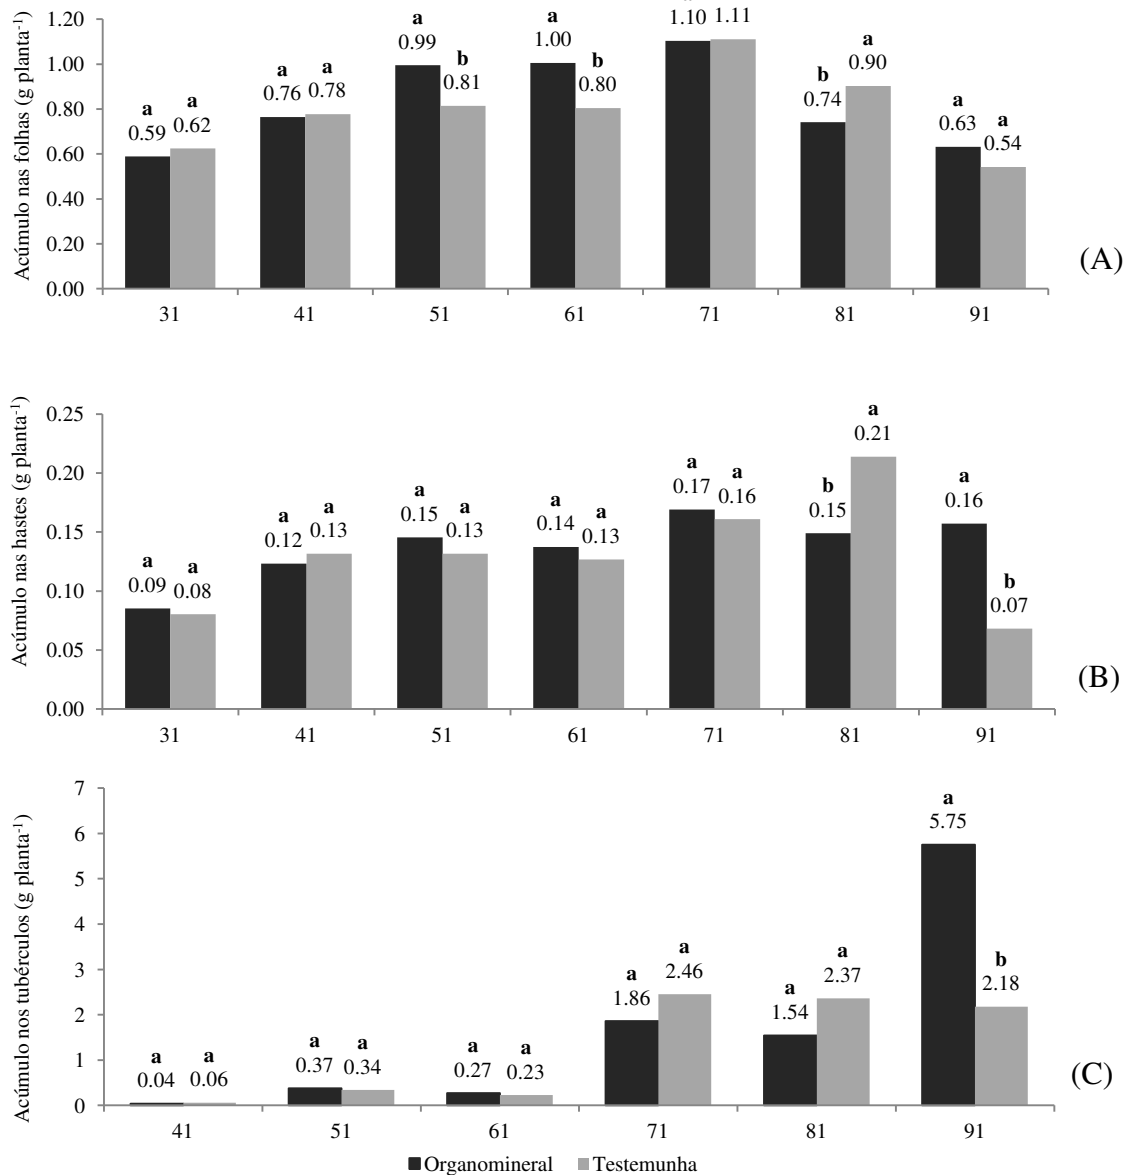 Acúmulo nas folhas (g planta-1)
1.20
1.00
0.80
0.60
0.40
0.20
0.00
a a
0.59 0.62
a a
0.76 0.78
a b
0.99 0.81
a b
1.00 0.80
1.10 1.11
b a
0.74 0.90
a a
0.63 0.54
31 41 51 61 71 81 91
(A)
Acúmulo nas hastes (g planta-1)
0.25
0.20
0.15
0.10
0.05
0.00
a a
0.09 0.08
a a
0.12 0.13
a a
0.15 0.13
a a
0.14 0.13
a a
0.17 0.16
b a
0.15 0.21
a b
0.16 0.07
31 41 51 61 71 81 91
(B)
Acúmulo nos tubérculos (g planta-1)
7
6
5
4
3
2
1
0
a a
0.04 0.06
a a
0.37 0.34
a a
0.27 0.23
a a
1.86 2.46
a a
1.54 2.37
a b
5.75 2.18
41 51 61 71 81 91
(C)
Organomineral Testemunha